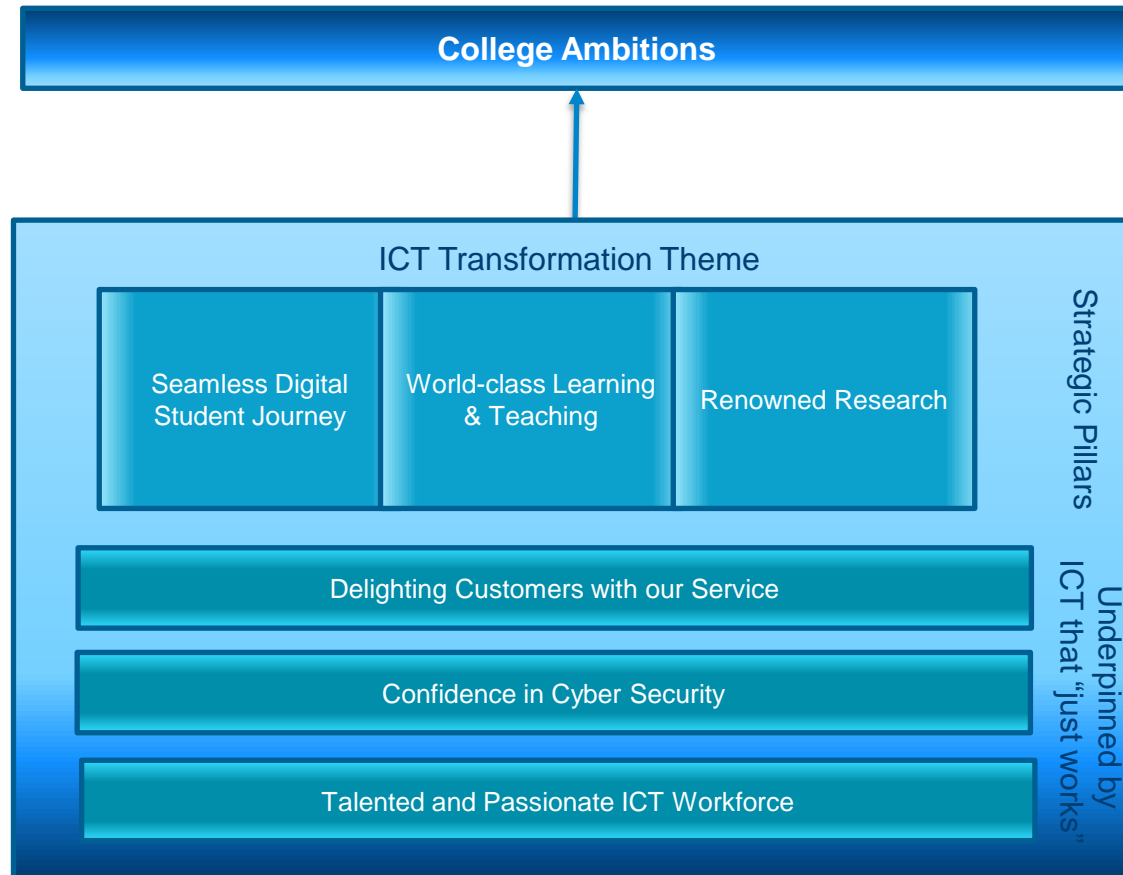 College Ambitions
ICT Transformation Theme
Seamless Digital
Student Journey
World-class Learning
& Teaching
Renowned Research
Strategic Pillars
Delighting Customers with our Service
Confidence in Cyber Security
Talented and Passionate ICT Workforce
Underpinned by
ICT that “just works”